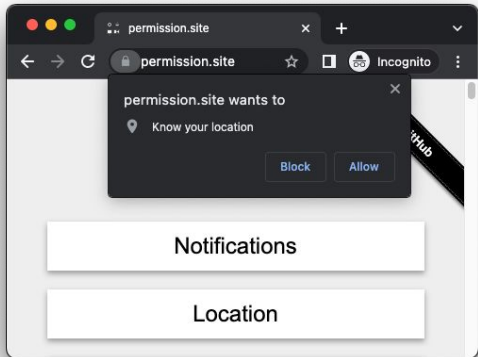 permission.site
permission.site
Incognito
permission.site wants to
Know your location
Block
Allow
Notifications
Location